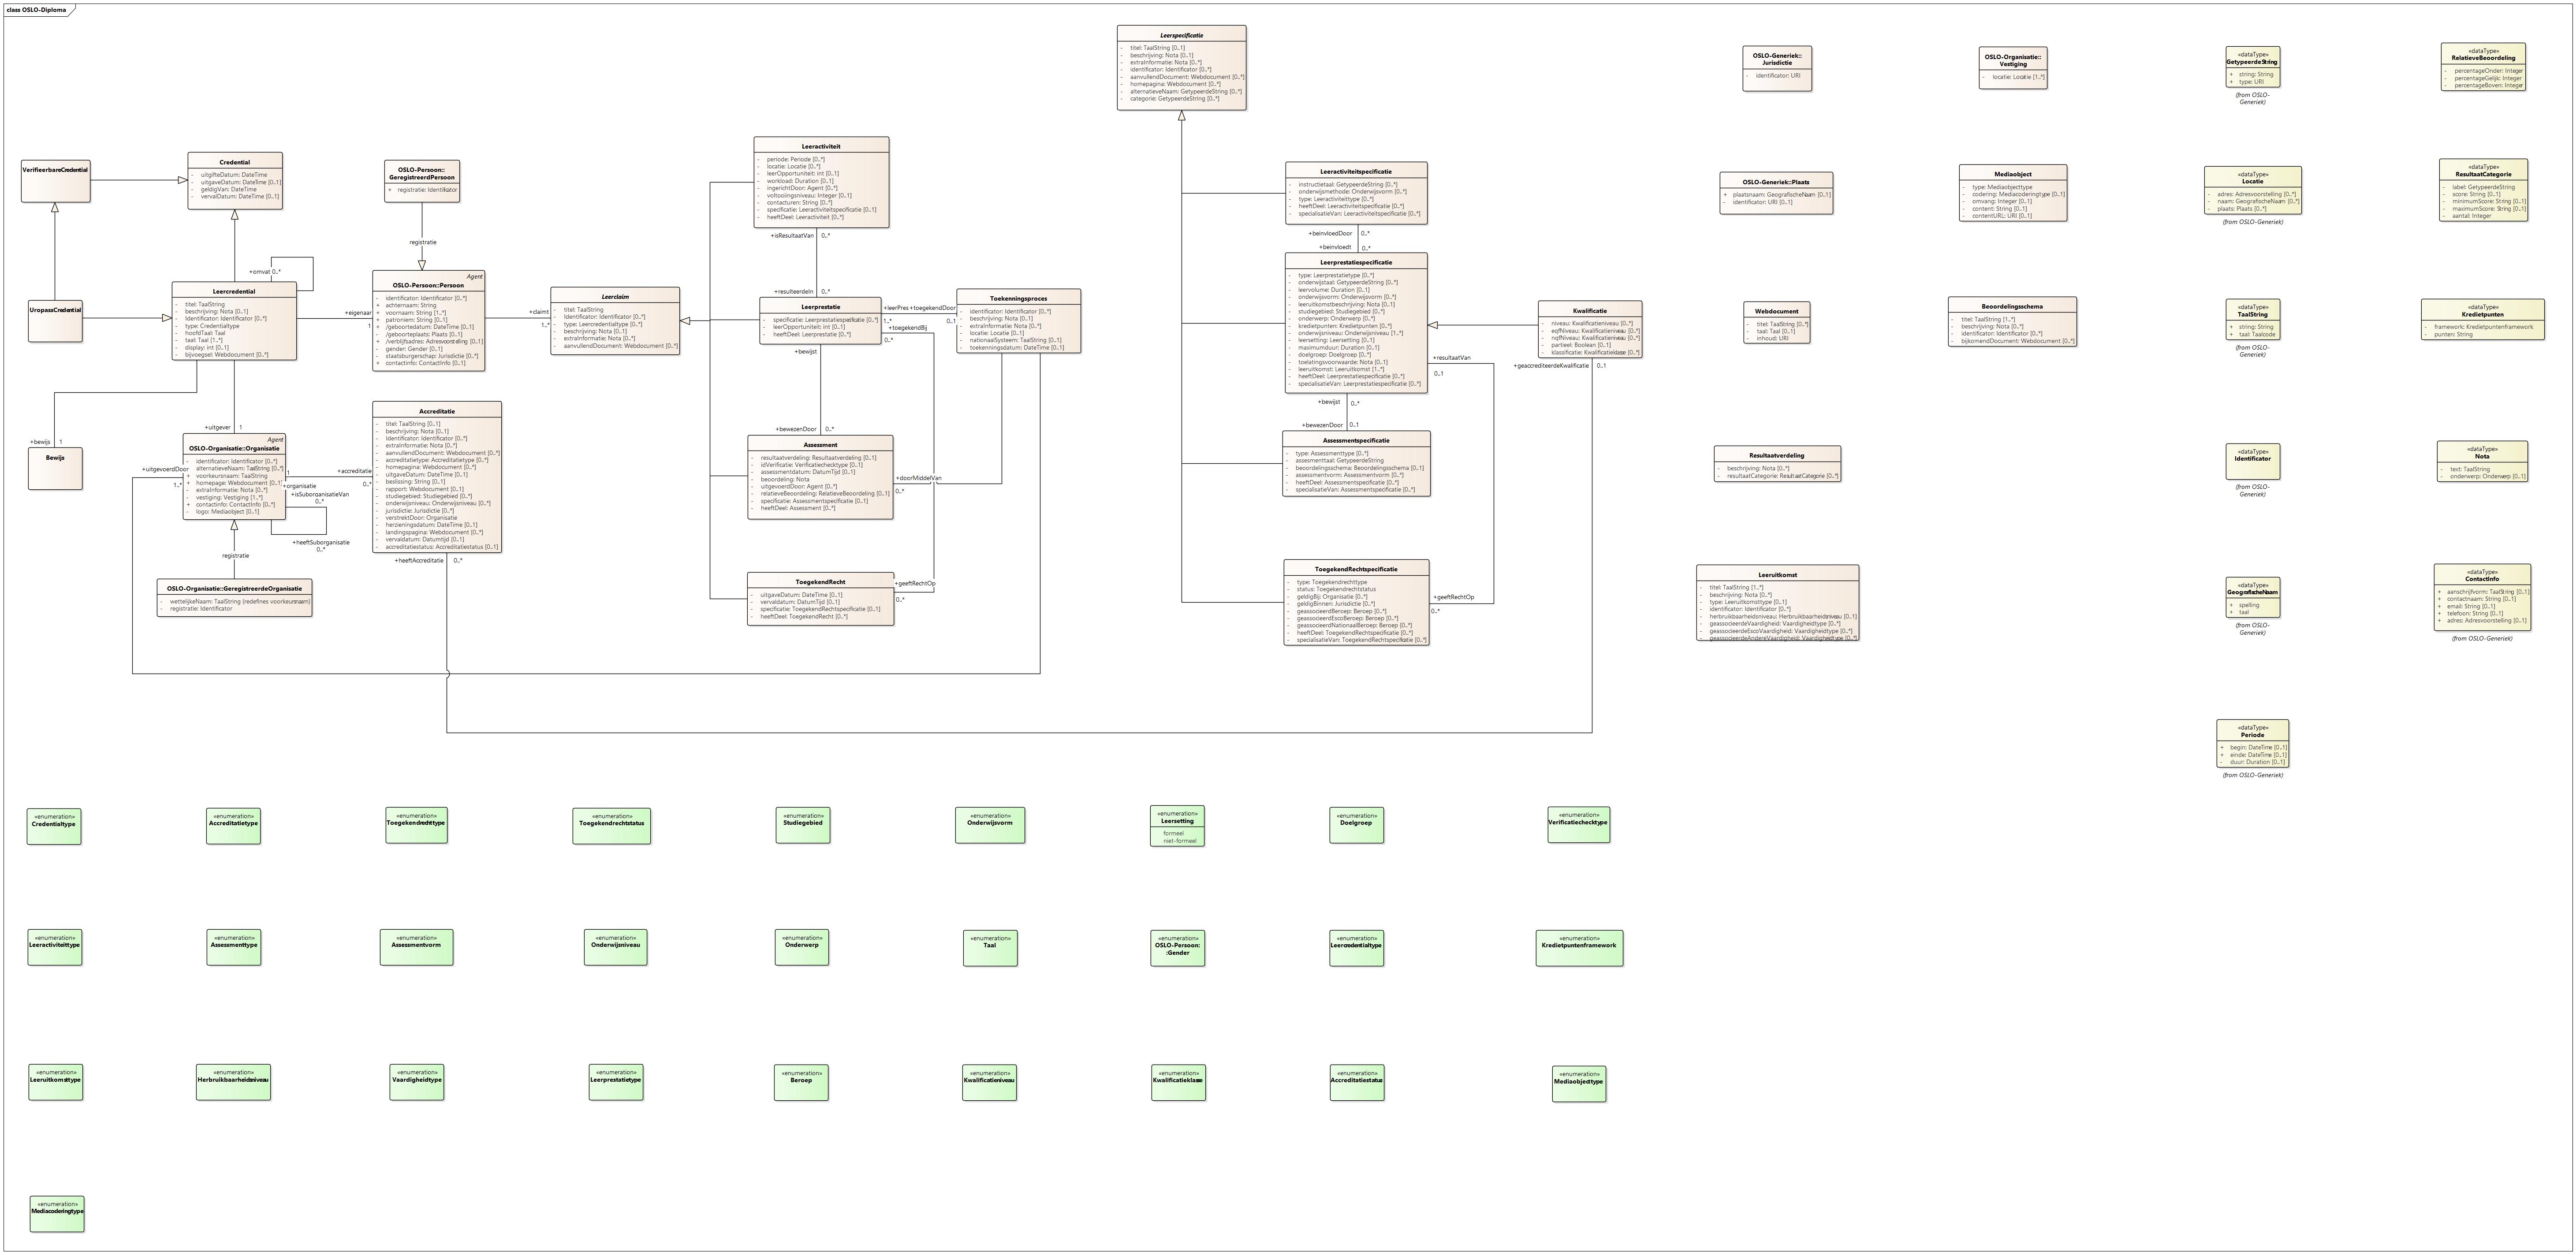 class OSLO-Diploma
Leerspecificatie
- titel: TaalString [0..1]
- beschrijving: Nota [0..1]
- extraInformatie: Nota [0..*]
- identificator: Identificator [0..*]
- aanvullendDocument: Webdocument [0..*]
- homepagina: Webdocument [0..*]
- alternatieveNaam: GetypeerdeString [0..*]
- categorie: GetypeerdeString [0..*]
OSLO-Generiek::
Jurisdictie
- identificator: URI
OSLO-Organisatie::
Vestiging
- locatie: Locatie [1..*]
«dataType»
GetypeerdeString
+ string: String
+ type: URI
(from OSLO-
Generiek)
«dataType»
RelatieveBeoordeling
- percentageOnder: Integer
- percentageGelijk: Integer
- percentageBoven: Integer
VerifieerbareCredential
Credential
- uitgifteDatum: DateTime
- uitgaveDatum: DateTime [0..1]
- geldigVan: DateTime
- vervalDatum: DateTime [0..1]
OSLO-Persoon::
GeregistreerdPersoon
+ registratie: Identificator
registratie
Leeractiviteit
- periode: Periode [0..*]
- locatie: Locatie [0..*]
- leerOpportuniteit: int [0..1]
- workload: Duration [0..1]
- ingerichtDoor: Agent [0..*]
- voltooiingsniveau: Integer [0..1]
- contacturen: String [0..*]
- specificatie: Leeractiviteitspecificatie [0..1]
- heeftDeel: Leeractiviteit [0..*]
+isResultaatVan 0..*
+resulteerdeIn 0..*
Leeractiviteitspecificatie
- instructietaal: GetypeerdeString [0..*]
- onderwijsmethode: Onderwijsvorm [0..*]
- type: Leeractiviteittype [0..*]
- heeftDeel: Leeractiviteitspecificatie [0..*]
- specialisatieVan: Leeractiviteitspecificatie [0..*]
+beinvloedDoor 0..*
+beinvloedt 0..*
OSLO-Generiek::Plaats
+ plaatsnaam: GeografischeNaam [0..1]
- identificator: URI [0..1]
Mediaobject
- type: Mediaobjecttype
- codering: Mediacoderingtype [0..1]
- omvang: Integer [0..1]
- content: String [0..1]
- contentURL: URI [0..1]
«dataType»
Locatie
- adres: Adresvoorstelling [0..*]
- naam: GeografischeNaam [0..*]
- plaats: Plaats [0..*]
(from OSLO-Generiek)
«dataType»
ResultaatCategorie
- label: GetypeerdeString
- score: String [0..1]
- minimumScore: String [0..1]
- maximumScore: String [0..1]
- aantal: Integer
UropassCredential
+omvat 0..*
Leercredential
- titel: TaalString
- beschrijving: Nota [0..1]
- Identificator: Identificator [0..*]
- type: Credentialtype
- hoofdTaal: Taal
- taal: Taal [1..*]
- display: int [0..1]
- bijvoegsel: Webdocument [0..*]
+eigenaar
1
Agent
OSLO-Persoon::Persoon
- identificator: Identificator [0..*]
+ achternaam: String
+ voornaam: String [1..*]
+ patroniem: String [0..1]
+ /geboortedatum: DateTime [0..1]
+ /geboorteplaats: Plaats [0..1]
+ /verblijfsadres: Adresvoorstelling [0..*]
- gender: Gender [0..1]
- staatsburgerschap: Jurisdictie [0..*]
+ contactinfo: ContactInfo [0..*]
+claimt
1..*
Leerclaim
- titel: TaalString
- Identificator: Identificator [0..*]
- type: Leercredentialtype [0..*]
- beschrijving: Nota [0..1]
- extraInformatie: Nota [0..*]
- aanvullendDocument: Webdocument [0..*]
Leerprestatie
- specificatie: Leerprestatiespecificatie [0..*]
- leerOpportuniteit: int [0..1]
- heeftDeel: Leerprestatie [0..*]
+leerPres +toegekendDoor
1..* 0..1
+toegekendBij
0..*
+bewijst
Toekenningsproces
- identificator: Identificator [0..1]
- beschrijving: Nota [0..1]
- extraInformatie: Nota [0..*]
- locatie: Locatie [0..1]
- nationaalSysteem: TaalString [0..1]
- toekenningsdatum: DateTime [0..1]
Leerprestatiespecificatie
- type: Leerprestatietype [0..*]
- onderwijstaal: GetypeerdeString [0..*]
- leervolume: Duration [0..1]
- onderwijsvorm: Onderwijsvorm [0..*]
- leeruitkomstbeschrijving: Nota [0..1]
- studiegebied: Studiegebied [0..*]
- onderwerp: Onderwerp [0..*]
- kredietpunten: Kredietpunten [0..*]
- onderwijsniveau: Onderwijsniveau [1..*]
- leersetting: Leersetting [0..*]
- maximumduur: Duration [0..1]
- doelgroep: Doelgroep [0..*]
- toelatingsvoorwaarde: Nota [0..1]
- leeruitkomst: Leeruitkomst [1..*]
- heeftDeel: Leerprestatiespecificatie [0..*]
- specialisatieVan: Leerprestatiespecificatie [0..*]
+resultaatVan
0..1
Kwalificatie
- niveau: Kwalificatieniveau [0..*]
- eqfNiveau: Kwalificatieniveau [0..*]
- nqfNiveau: Kwalificatieniveau [0..*]
- partieel: Boolean [0..1]
- klassificatie: Kwalificatieklasse [0..*]
+geaccrediteerdeKwalificatie 0..1
Webdocument
- titel: TaalString [0..*]
- taal: Taal [0..1]
- inhoud: URI
Beoordelingsschema
- titel: TaalString [0..1]
- beschrijving: Nota [0..1]
- identificator: Identificator [0..*]
- bijkomendDocument: Webdocument [0..*]
«dataType»
TaalString
+ string: String
+ taal: Taalcode
(from OSLO-
Generiek)
«dataType»
Kredietpunten
- framework: Kredietpuntenframework
- punten: String
+bewijs 1
Bewijs
+uitgever 1
Agent
OSLO-Organisatie::Organisatie
- identificator: Identificator [0..*]
- alternatieveNaam: TaalString [0..*]
+ voorkeursnaam: TaalString
+ homepage: Webdocument [0..1]
- extraInformatie: Nota [0..*]
- vestiging: Vestiging [1..*]
+ contactinfo: ContactInfo [0..*]
- logo: Mediaobject [0..1]
+uitgevoerdDoor
1..*
1
+organisatie
+accreditatie
0..*
+isSuboroanisatieVan
0..*
+heeftSuborganisatie
0..*
registratie
OSLO-Organisatie::GeregistreerdeOrganisatie
- wettelijkeNaam: TaalString {redefines voorkeursnaam}
- registratie: Identificator
Accreditatie
- titel: TaalString [0..1]
- beschrijving: Nota [0..1]
- Identificator: Identificator [0..*]
- extraInformatie: Nota [0..*]
- aanvullendDocument: Webdocument [0..*]
- accreditatietype: Accreditatietype [0..*]
- homepagina: Webdocument [0..*]
- uitgaveDatum: DateTime [0..1]
- beslissing: String [0..1]
- rapport: Webdocument [0..1]
- studiegebied: Studiegebied [0..*]
- onderwijsniveau: Onderwijsniveau [0..*]
- jurisdictie: Jurisdictie [0..*]
- verstrektDoor: Organisatie
- herzieningsdatum: DateTime [0..1]
- landingspagina: Webdocument [0..*]
- vervaldatum: Datumtijd [0..1]
- accreditatiestatus: Accreditatiestatus [0..1]
+heeftAccreditatie 0..*
+bewezenDoor 0..*
Assessment
- resultaatverdeling: Resultaatverdeling [0..1]
- idVerificatie: Verificatiechecktype [0..1]
- assessmentdatum: DatumTijd [0..1]
- beoordeling: Nota
- uitgevoerdDoor: Agent [0..*]
- relatieveBeoordeling: RelatieveBeoordeling [0..1]
- specificatie: Assessmentspecificatie [0..1]
- heeftDeel: Assessment [0..*]
+doorMiddelVan
0..*
+bewijst 0..*
+bewezenDoor 0..1
Assessmentspecificatie
- type: Assessmenttype [0..*]
- assessmenttaal: GetypeerdeString
- beoordelingsschema: Beoordelingsschema [0..1]
- assessmentvorm: Assessmentvorm [0..*]
- heeftDeel: Assessmentspecificatie [0..*]
- specialisatieVan: Assessmentspecificatie [0..*]
Resultaatverdeling
- beschrijving: Nota [0..*]
- resultaatCategorie: ResultaatCategorie [0..*]
«dataType»
Identificator
(from OSLO-
Generiek)
«dataType»
Nota
- text: TaalString
- onderwerp: Onderwerp [0..1]
ToegekendRecht
- uitgaveDatum: DateTime [0..1]
- vervaldatum: DatumTijd [0..1]
- specificatie: ToegekendRechtspecificatie [0..1]
- heeftDeel: ToegekendRecht [0..*]
+geeftRechtOp
0..*
ToegekendRechtspecificatie
- type: Toegekendrechttype
- status: Toegekendrechtstatus
- geldigBij: Organisatie [0..*]
- geldigBinnen: Jurisdictie [0..*]
- geassocieerdBeroep: Beroep [0..*]
- geassocieerdEscoBeroep: Beroep [0..*]
- geassocieerdNationaalBeroep: Beroep [0..*]
- heeftDeel: ToegekendRechtspecificatie [0..*]
- specialisatieVan: ToegekendRechtspecificatie [0..*]
+geeftRechtOp
0..*
Leeruitkomst
- titel: TaalString [1..*]
- beschrijving: Nota [0..1]
- type: Leeruitkomsttype [0..1]
- identificator: Identificator [0..*]
- herbruikbaarheidsniveau: Herbruikbaarheidsniveau [0..1]
- geassocieerdeVaardigheid: Vaardigheidtype [0..*]
- geassocieerdeEscoVaardigheid: Vaardigheidtype [0..*]
- geassocieerdeAndereVaardigheid: Vaardigheidtype [0..*]
«dataType»
GeografischeNaam
+ spelling
+ taal
(from OSLO-
Generiek)
«dataType»
ContactInfo
+ aanschrijfvorm: TaalString [0..1]
+ contactnaam: String [0..1]
+ email: String [0..1]
+ telefoon: String [0..1]
+ adres: Adresvoorstelling [0..1]
(from OSLO-Generiek)
«dataType»
Periode
+ begin: DateTime [0..1]
+ einde: DateTime [0..1]
- duur: Duration [0..1]
(from OSLO-Generiek)
«enumeration»
Credentialtype
«enumeration»
Accreditatietype
«enumeration»
Toegekendrechttype
«enumeration»
Toegekendrechtstatus
«enumeration»
Studiegebied
«enumeration»
Onderwijsvorm
«enumeration»
Leersetting
formeel
niet-formeel
«enumeration»
Doelgroep
«enumeration»
Verificatiechecktype
«enumeration»
Leeractiviteittype
«enumeration»
Assessmenttype
«enumeration»
Assessmentvorm
«enumeration»
Onderwijsniveau
«enumeration»
Onderwerp
«enumeration»
Taal
«enumeration»
OSLO-Persoon:
:Gender
«enumeration»
Leercredentialtype
«enumeration»
Kredietpuntenframework
«enumeration»
Leeruitkomsttype
«enumeration»
Herbruikbaarheidsniveau
«enumeration»
Vaardigheidtype
«enumeration»
Leerprestatietype
«enumeration»
Beroep
«enumeration»
Kwalificatieniveau
«enumeration»
Kwalificatieklasse
«enumeration»
Accreditatiestatus
«enumeration»
Mediaobjecttype
«enumeration»
Mediacoderingtype